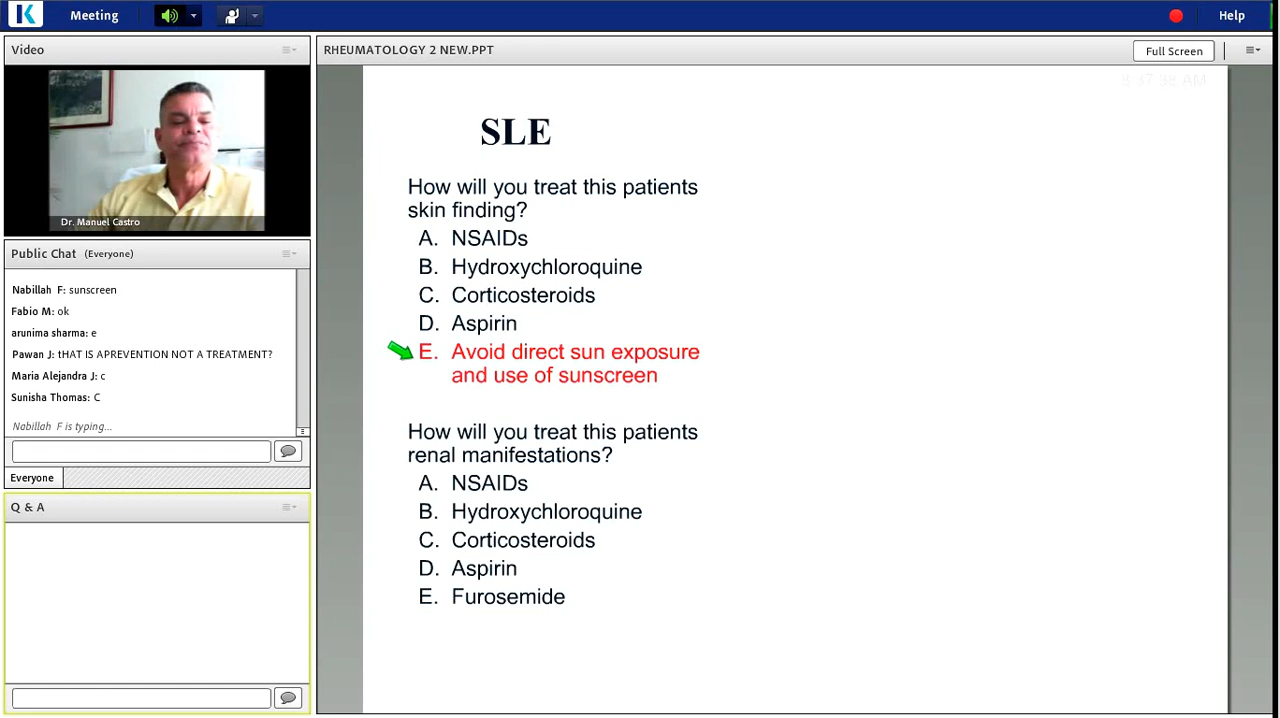 Meeting
Help
Video
RHEUMATOLOGY 2 NEW.PPT
Full Screen
Dr. Manuel Castro
Public Chat (Everyone)
Nabillah F: sunscreen
Fabio M: ok
arunima sharma: e
Pawan J: tHAT IS APREVENTION NOT A TREATMENT?
Maria Alejandra J: c
Sunisha Thomas: C
Nabillah F is typing...
Everyone
Q & A
SLE
How will you treat this patients
skin finding?
A. NSAIDs
B. Hydroxychloroquine
C. Corticosteroids
D. Aspirin
E. Avoid direct sun exposure
and use of sunscreen
How will you treat this patients
renal manifestations?
A. NSAIDs
B. Hydroxychloroquine
C. Corticosteroids
D. Aspirin
E. Furosemide